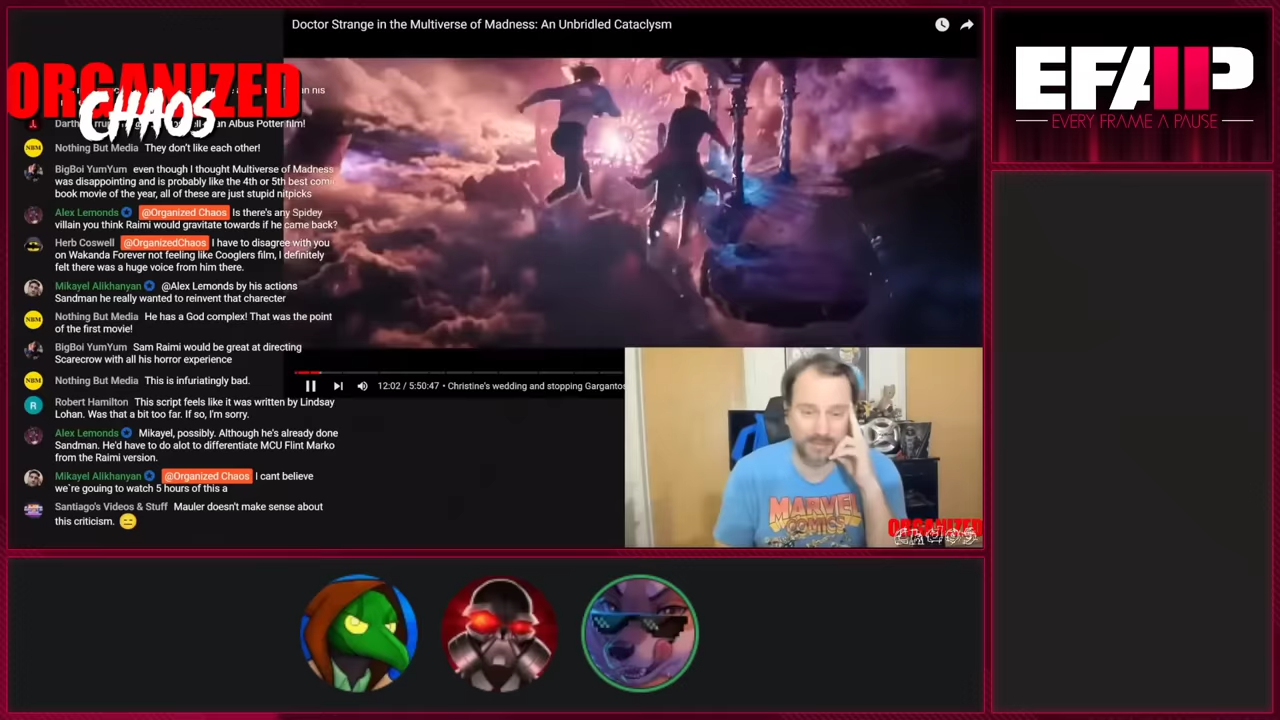 Doctor Strange in the Multiverse of Madness: An Unbridled Cataclysm
ORGANIZED
CHAOS
EFAP
EVERY FRAME A PAUSE
an Albus Potter film!
NBM Nothing But Media They don't like each other!
BigBoi YumYum even though I thought Multiverse of Madness
was disappointing and is probably like the 4th or 5th best comic
book movie of the year, all of these are just stupid nitpicks
Alex Lemonds @Organized Chaos Is there's any Spidey
villain you think Raimi would gravitate towards if he came back?
Herb Coswell @OrganizedChaos I have to disagree with you
on Wakanda Forever not feeling like Cooglers film, I definitely
felt there was a huge voice from him there.
Mikayel Alikhanyan @Alex Lemonds by his actions
Sandman he really wanted to reinvent that charecter
NBM Nothing But Media He has a God complex! That was the point
of the first movie!
BigBoi YumYum Sam Raimi would be great at directing
Scarecrow with all his horror experience
NBM Nothing But Media This is infuriatingly bad.
R Robert Hamilton This script feels like it was written by Lindsay
Lohan. Was that a bit too far. If so, I'm sorry.
Alex Lemonds Mikayel, possibly. Although he's already done
Sandman. He'd have to do alot to differentiate MCU Flint Marko
from the Raimi version.
Mikayel Alikhanyan @Organized Chaos I cant believe
we're gouing to watch 5 hours of this a
Santiago's Videos & Stuff Mauler doesn't make sense about
this criticism.
12:02 / 5:50:47 • Christine's wedding and stopping Garganto
MARVEL
COMICS
ORGANIZED
CHAOS